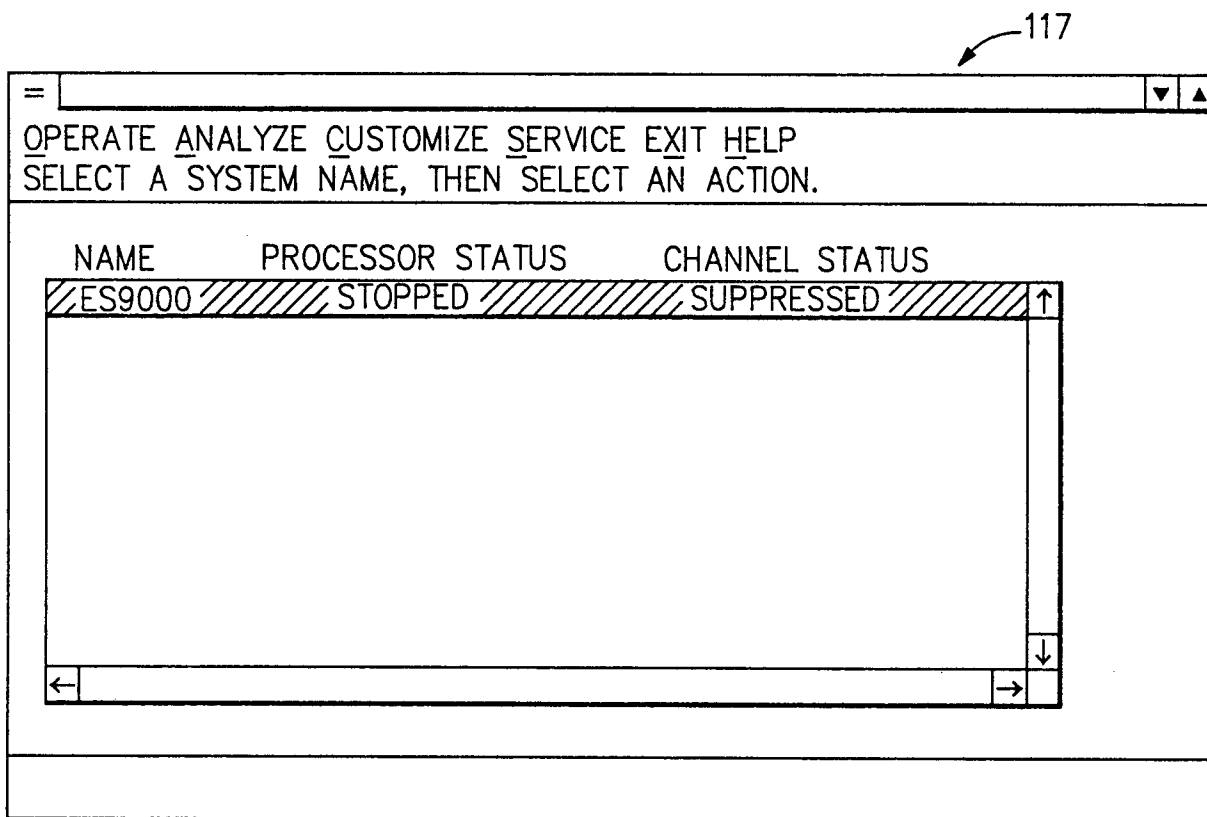 117
OPERATE ANALYZE CUSTOMIZE SERVICE EXIT HELP
SELECT A SYSTEM NAME, THEN SELECT AN ACTION.
NAME PROCESSOR STATUS CHANNEL STATUS
ES9000 STOPPED SUPPRESSED